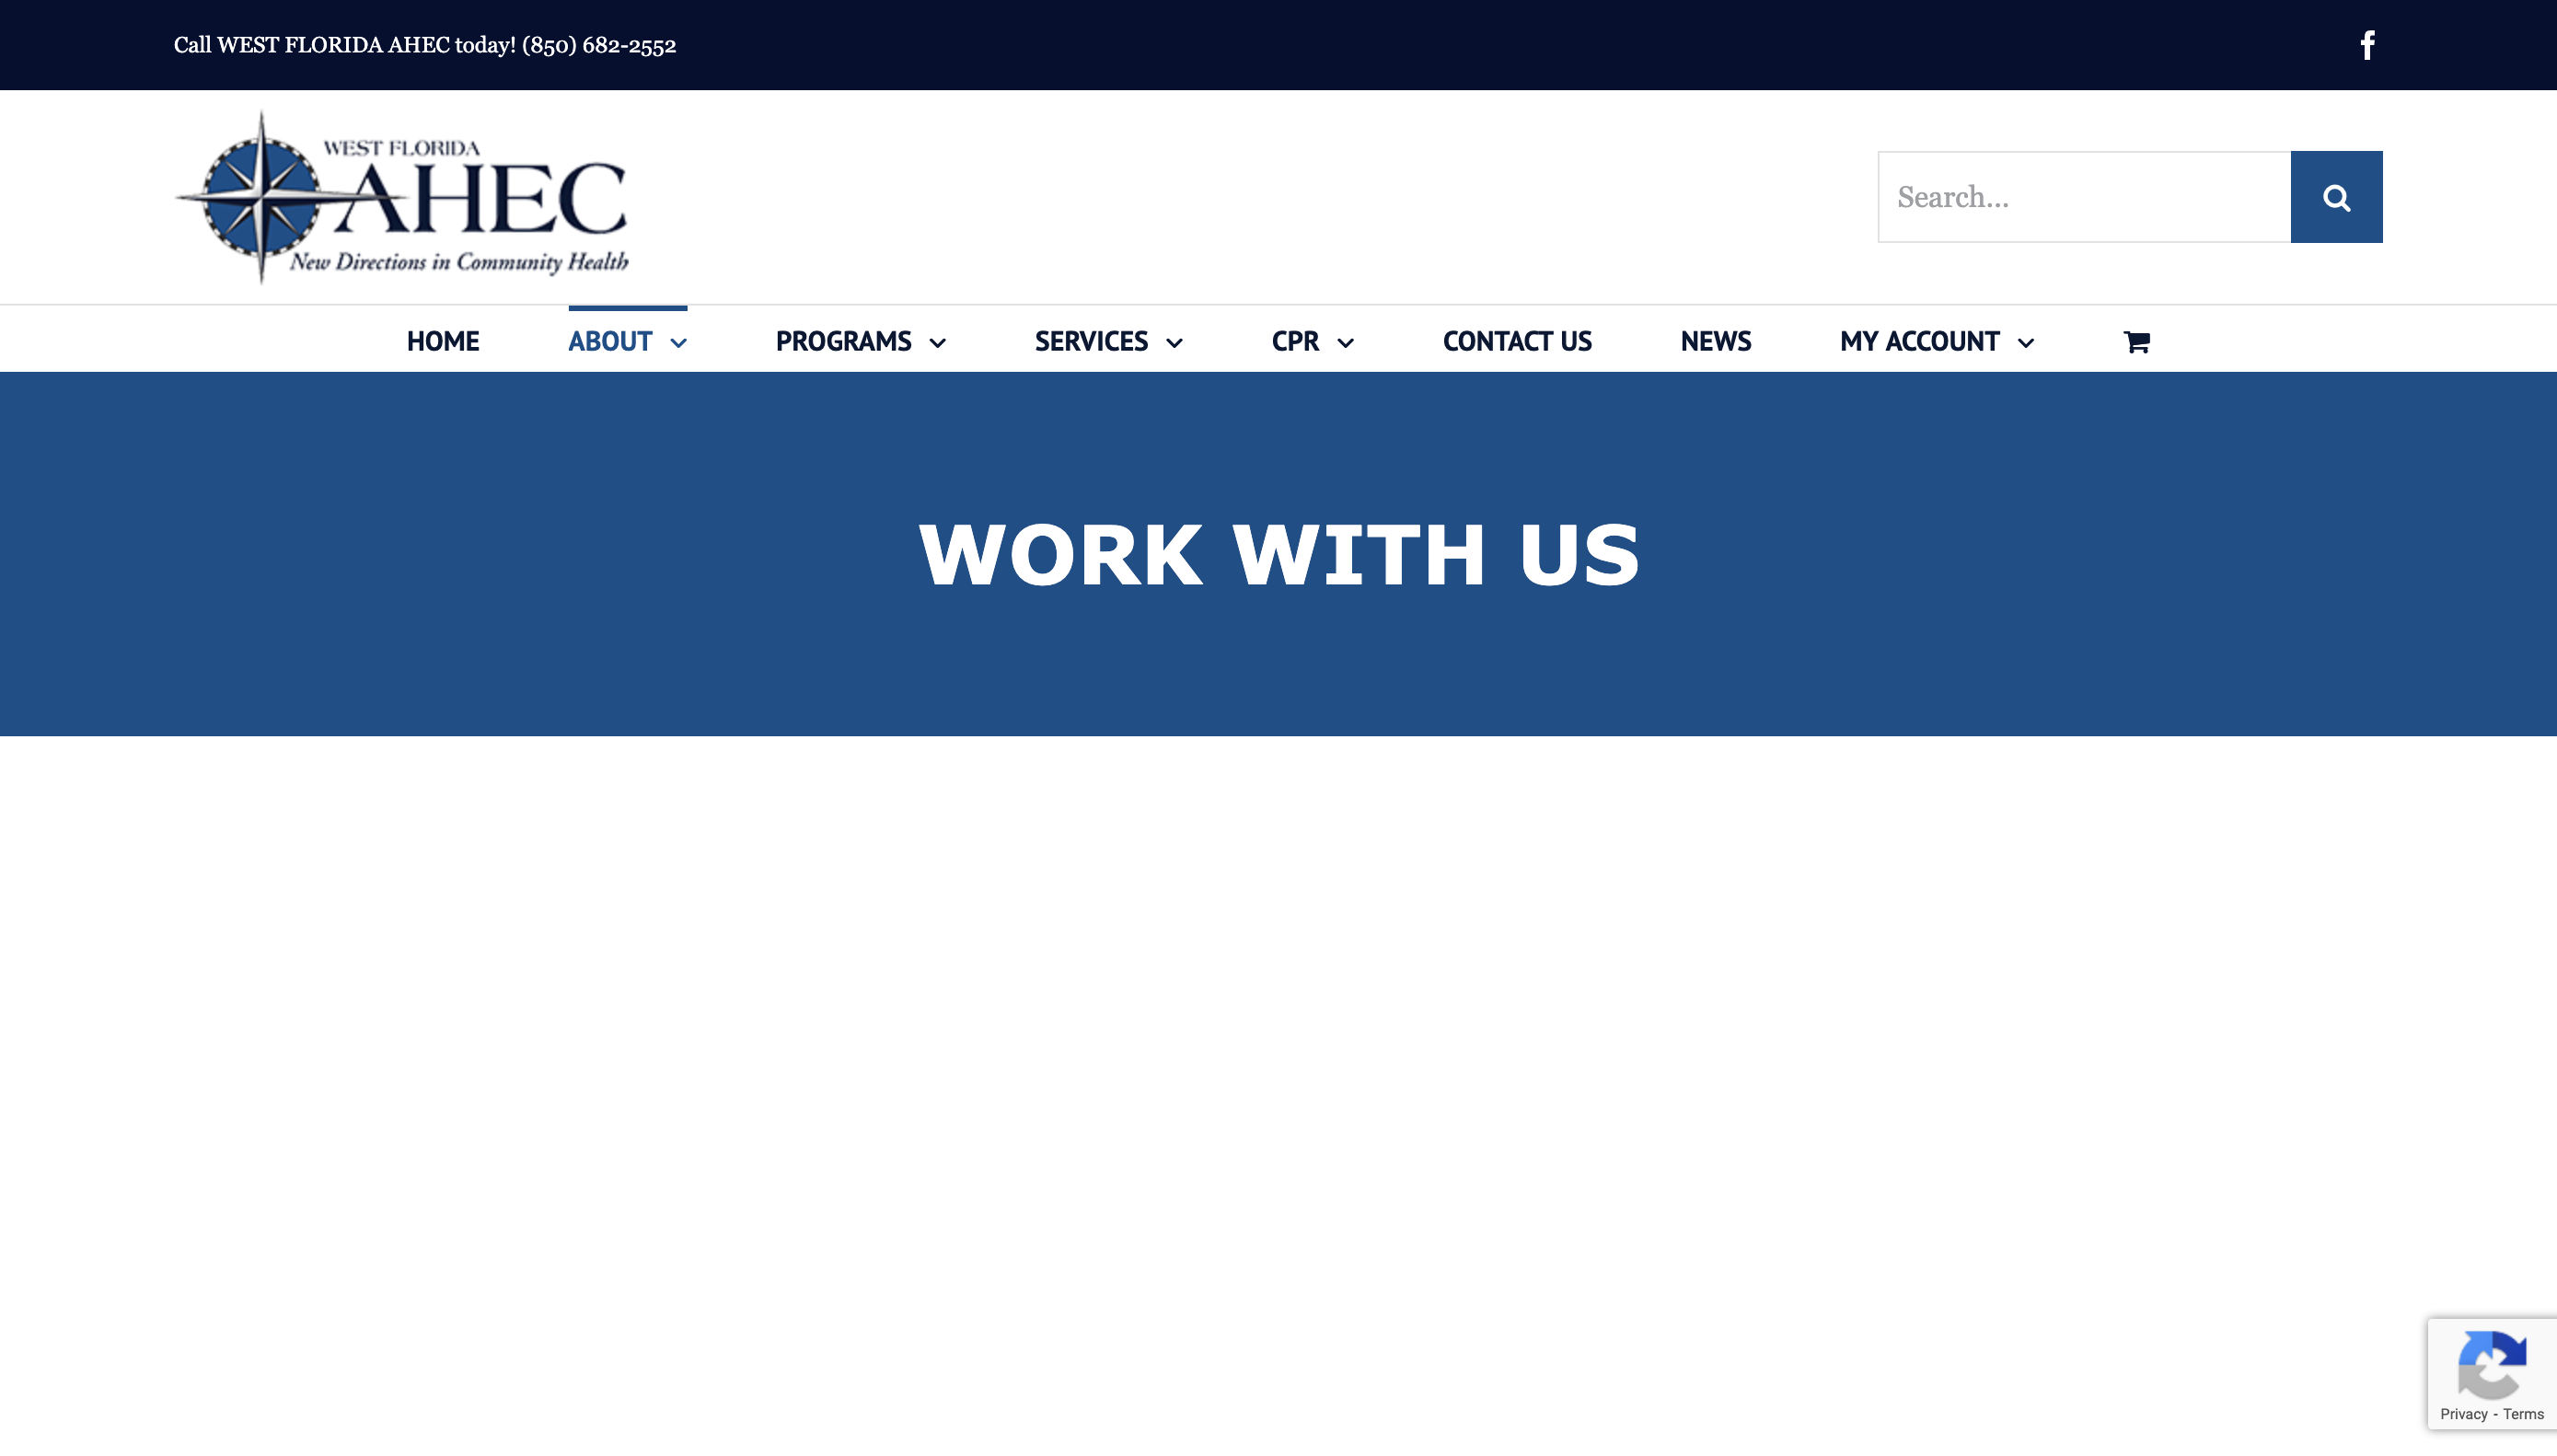 Call WEST FLORIDA AHEC today! (850) 682-2552
WEST FLORIDA
AHEC
New Directions in Community Health
Search...
HOME ABOUT PROGRAMS SERVICES CPR CONTACT US NEWS MY ACCOUNT
WORK WITH US
Privacy - Terms